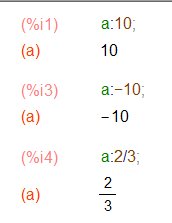 (%i1) a:10;
(a) 10
(%i3) a:−10;
(a) −10
(%i4) a:2/3;
(a) 2/3